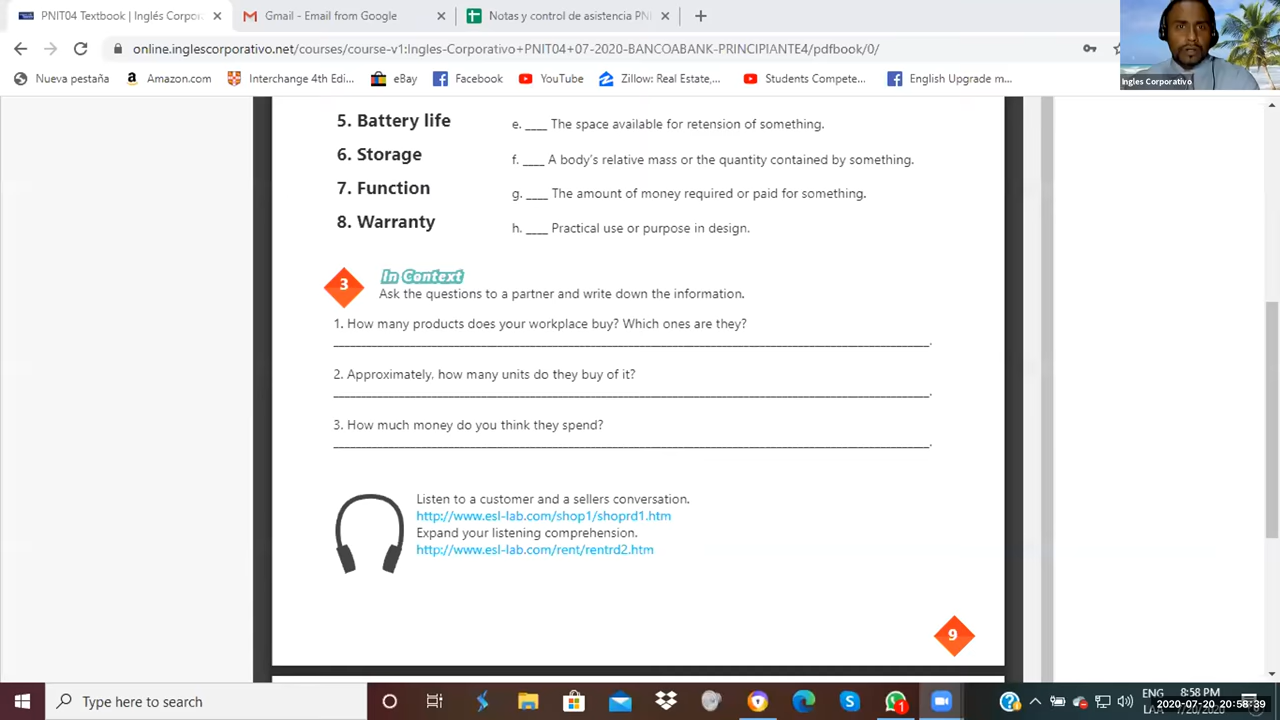 PNIT04 Textbook | Inglés Corpora
Gmail - Email from Google
Notas y control de asistencia PNI
online.inglescorporativo.net/courses/course-v1:Ingles-Corporativo+PNIT04+07-2020-BANCOABANK-PRINCIPIANTE4/pdfbook/0/
Nueva pestaña
Amazon.com
Interchange 4th Edi...
eBay
Facebook
YouTube
Zillow: Real Estate,...
Students Compete...
English Upgrade m...
Ingles Corporativo
5. Battery life e. ____ The space available for retension of something.
6. Storage f. ____ A body's relative mass or the quantity contained by something.
7. Function g. ____ The amount of money required or paid for something.
8. Warranty h. ____ Practical use or purpose in design.
3 In Context
Ask the questions to a partner and write down the information.
1. How many products does your workplace buy? Which ones are they?
2. Approximately, how many units do they buy of it?
3. How much money do you think they spend?
Listen to a customer and a sellers conversation.
http://www.esl-lab.com/shop1/shoprd1.htm
Expand your listening comprehension.
http://www.esl-lab.com/rent/rentrd2.htm
9
Type here to search
1
ENG
8:58 PM
2020-07-20 20:58:39